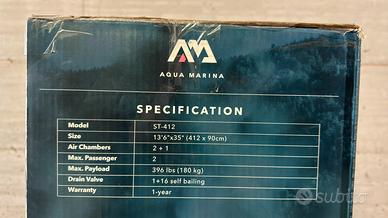 AM
AQUA MARINA
SPECIFICATION
Model ST-412
Size 13'6"x35" (412 x 90cm)
Air Chambers 2 + 1
Max. Passenger 2
Max. Payload 396 lbs (180 kg)
Drain Valve 1+16 self bailing
Warranty 1-year
subito